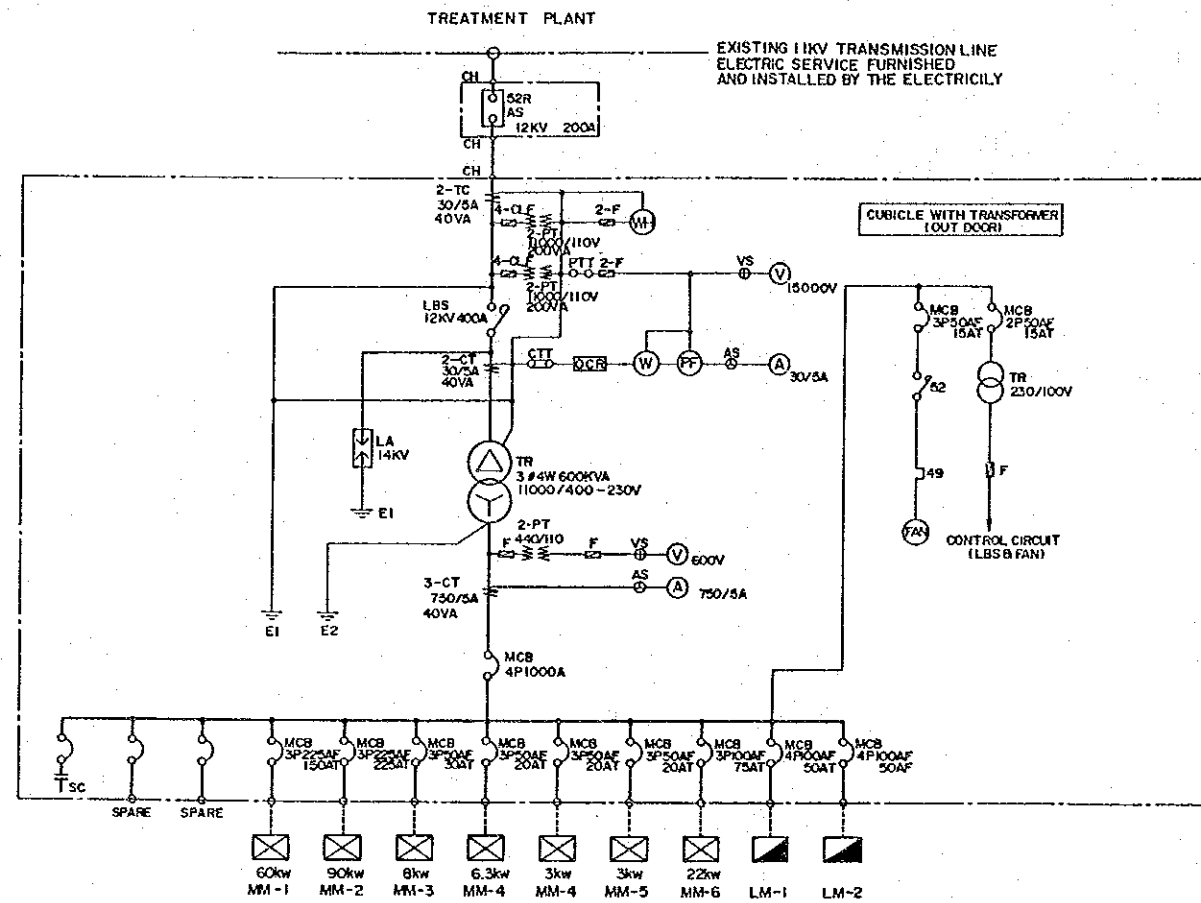 TREATMENT PLANT
EXISTING 11KV TRANSMISSION LINE
ELECTRIC SERVICE FURNISHED
AND INSTALLED BY THE ELECTRICILY
CH
52R
AS
12KV 200A
CH
CH
2-TC
30/5A
40VA
4-CLF
2-F
WH
2-PT
11000/110V
200VA
4-CLF
PTT
2-F
VS
V
15000V
2-PT
11000/110V
200VA
CUBICLE WITH TRANSFORMER
(OUT DOOR)
LBS
12KV400A
2-CT
30/5A
40VA
CTT
OCR
W
PF
AS
A
30/5A
MCB
3P50AF
15AT
MCB
2P50AF
15AT
52
TR
230/100V
49
F
FAN
CONTROL CIRCUIT
(LBS & FAN)
LA
14KV
E1
TR
3 ø4W 600KVA
11000/400-230V
2-PT
440/110
F
F
VS
V
600V
3-CT
750/5A
40VA
AS
A
750/5A
E1
E2
MCB
4P1000A
SC
SPARE
SPARE
MCB
3P225AF
150AT
MCB
3P225AF
225AT
MCB
3P50AF
30AT
MCB
3P50AF
20AT
MCB
3P50AF
20AT
MCB
3P50AF
20AT
MCB
3P100AF
75AT
MCB
4P100AF
50AT
MCB
4P100AF
50AF
60kw
MM-1
90kw
MM-2
8kw
MM-3
6.3kw
MM-4
3kw
MM-4
3kw
MM-5
22kw
MM-6
LM-1
LM-2